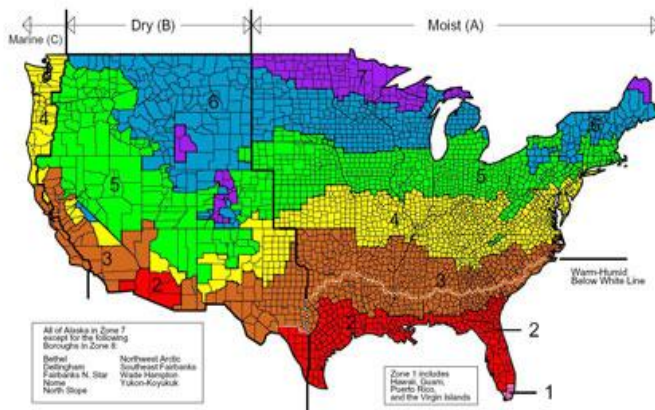 Dry (B)
Moist (A)
Marine (C)
7
6
6
4
5
5
4
3
3
2
2
Warm-Humid
Below White Line
2
1
All of Alaska in Zone 7
except for the following
Boroughs in Zone 8:
Bethel Northwest Arctic
Dellingham Southeast Fairbanks
Fairbanks N. Star Wade Hampton
Nome Yukon-Koyukuk
North Slope
Zone 1 includes
Hawaii, Guam,
Puerto Rico,
and the Virgin Islands